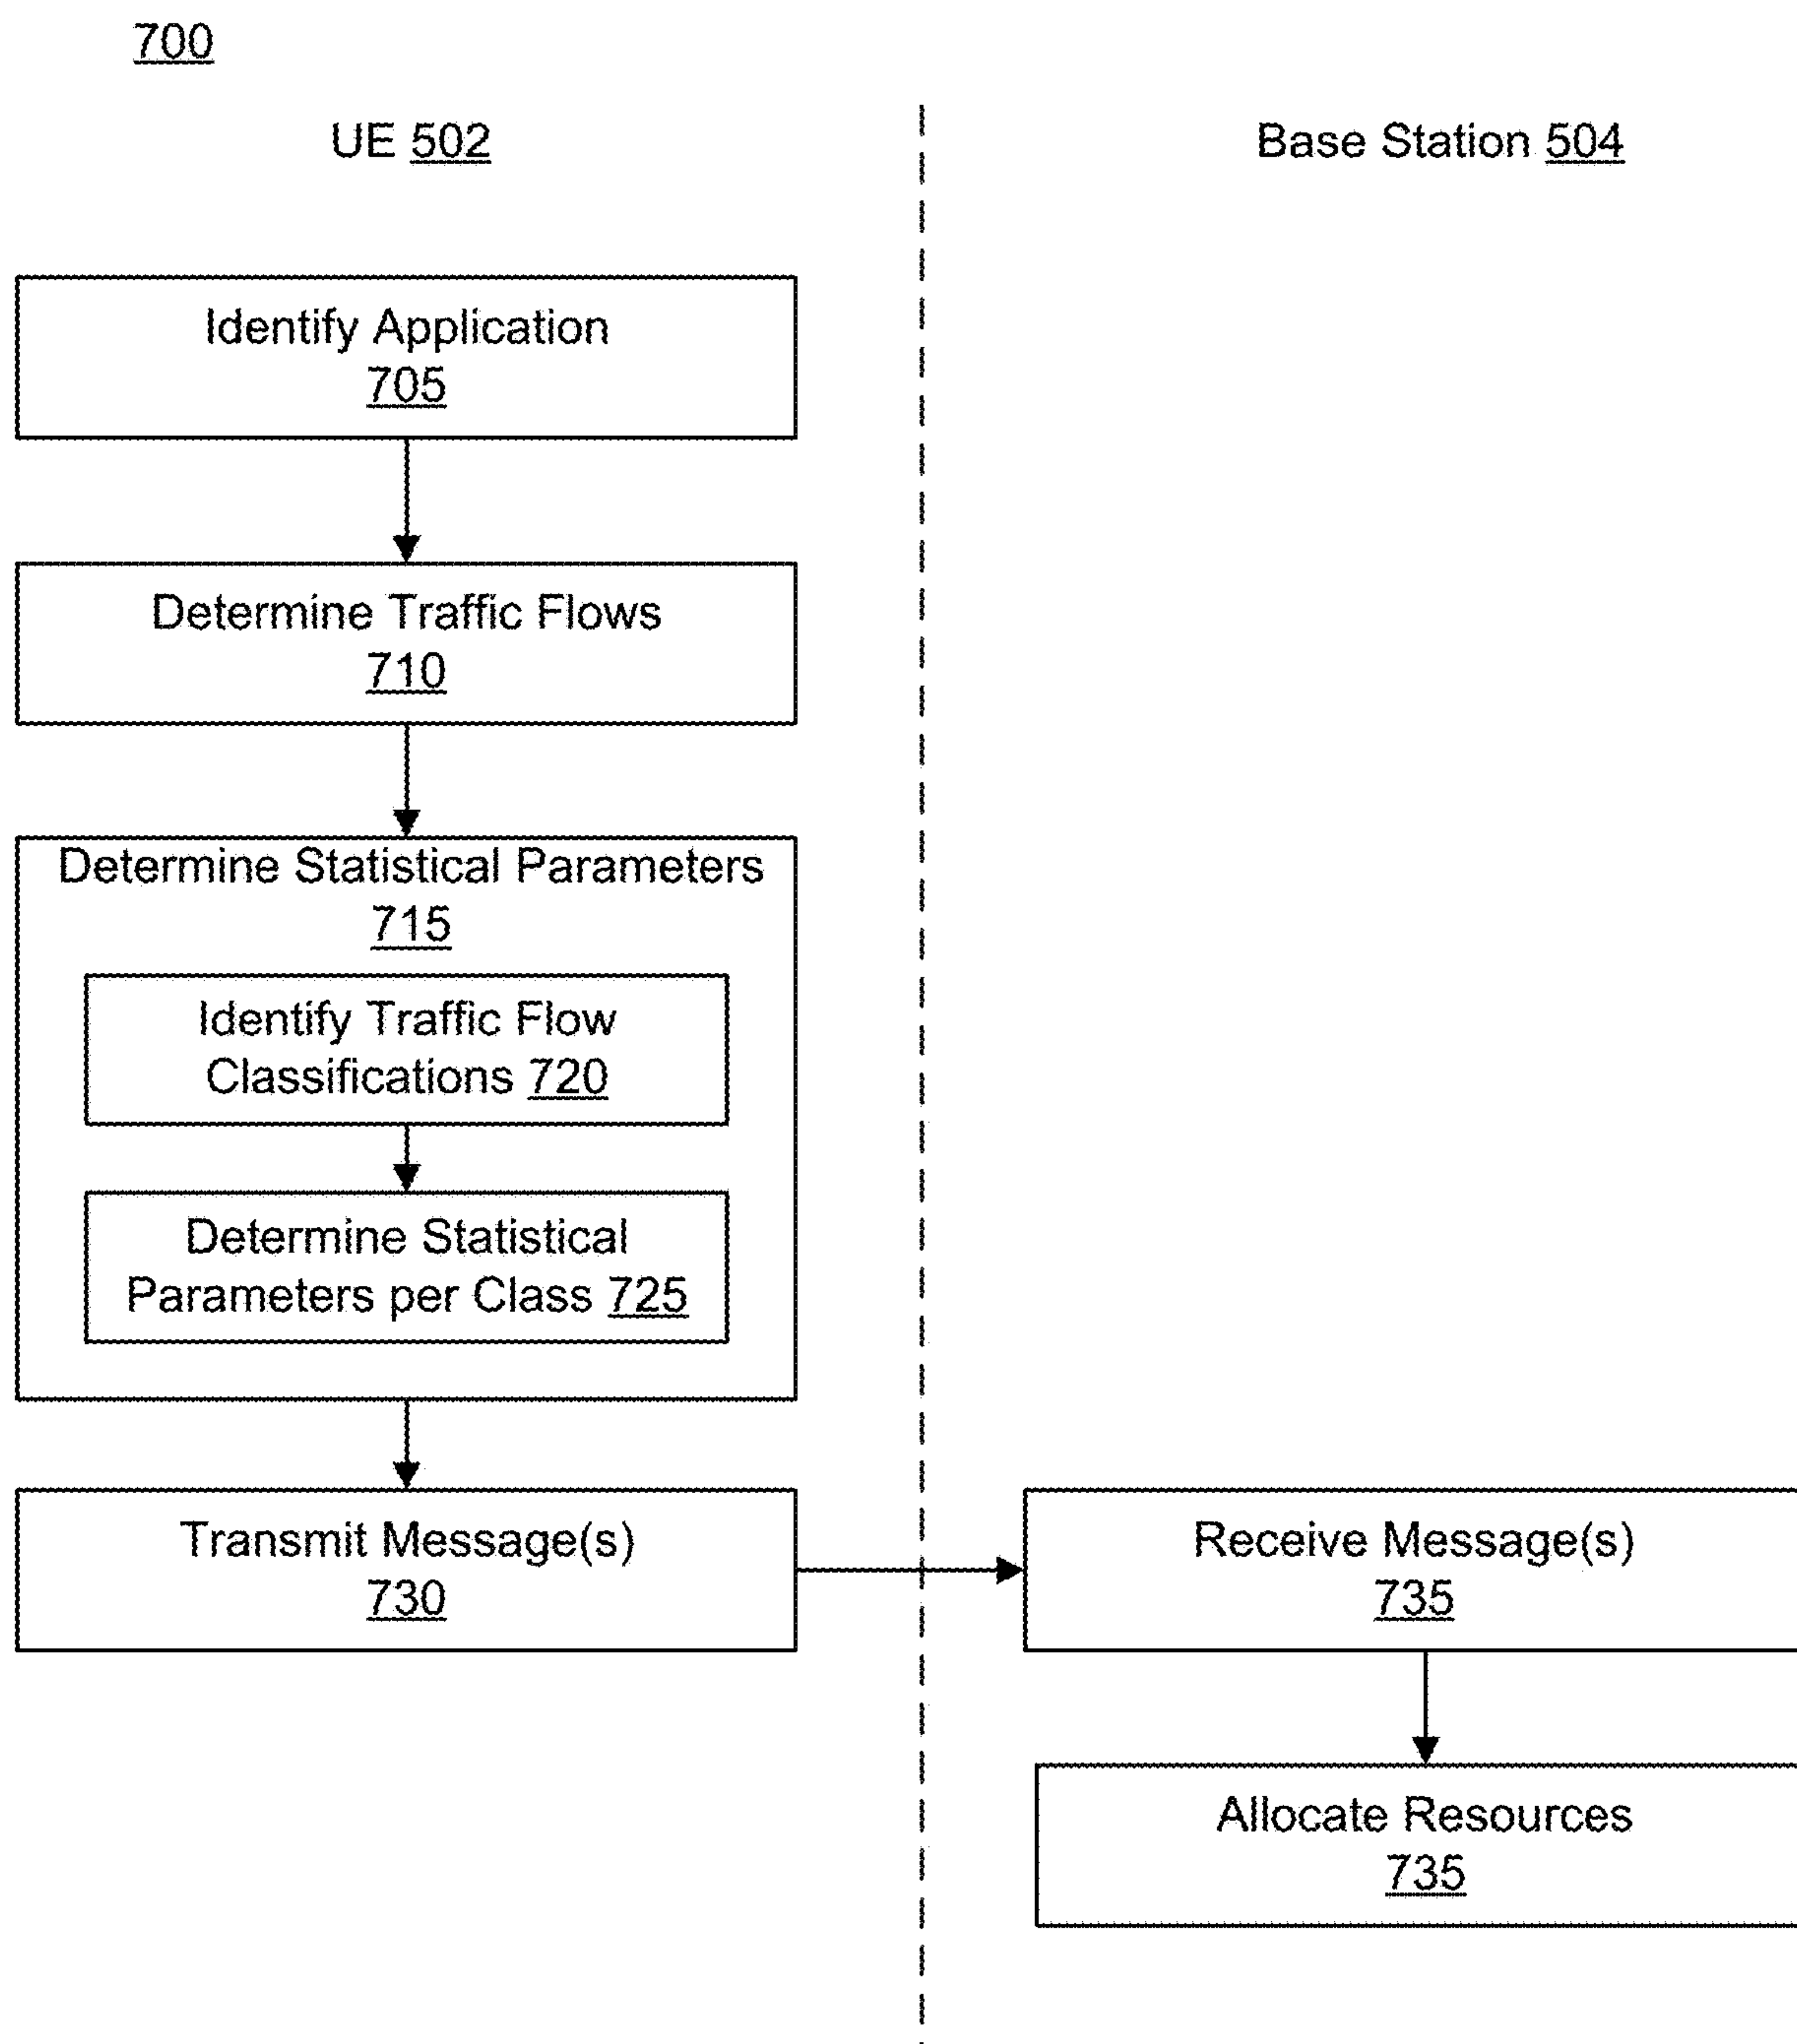 700
UE 502
Base Station 504
Identify Application
705
Determine Traffic Flows
710
Determine Statistical Parameters
715
Identify Traffic Flow
Classifications 720
Determine Statistical
Parameters per Class 725
Transmit Message(s)
730
Receive Message(s)
735
Allocate Resources
735